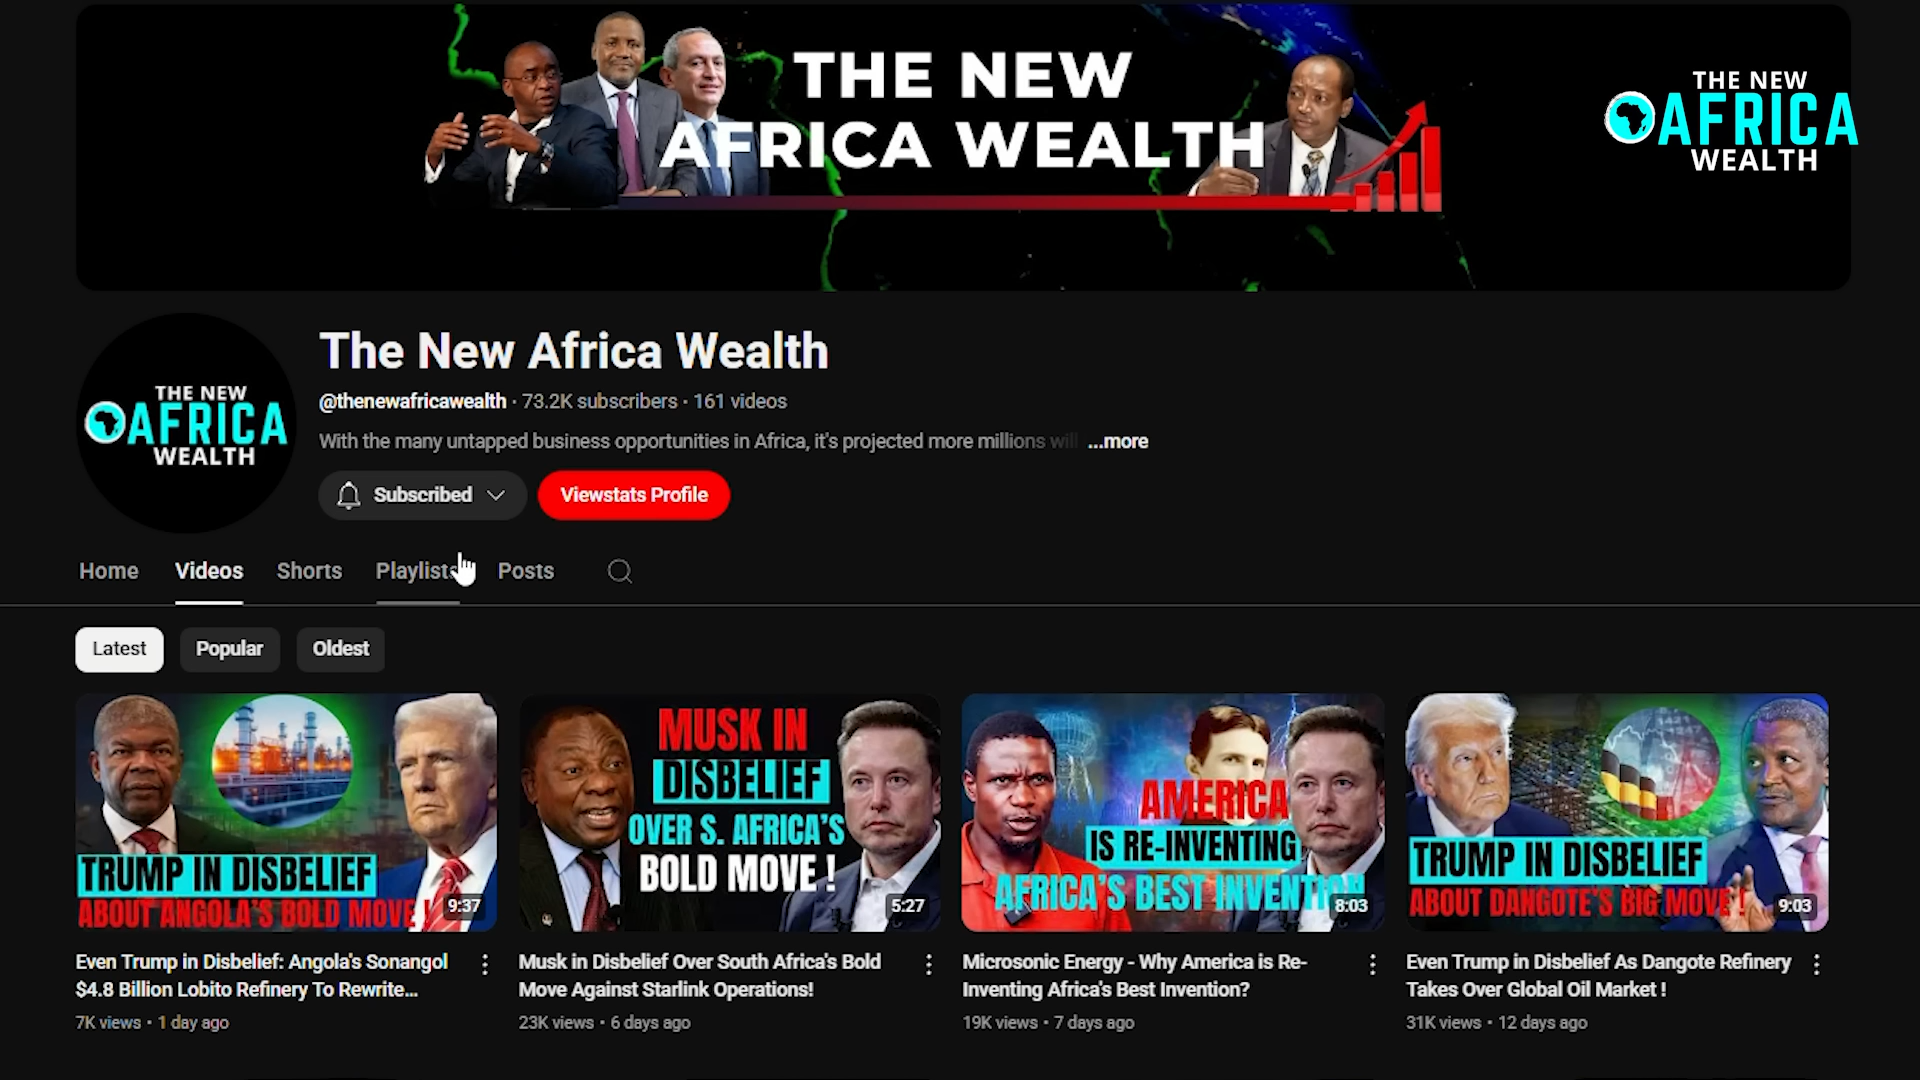 THE NEW
AFRICA WEALTH
THE NEW
AFRICA
WEALTH
THE NEW
AFRICA
WEALTH
The New Africa Wealth
@thenewafricawealth · 73.2K subscribers · 161 videos
With the many untapped business opportunities in Africa, it's projected more millions will ...more
Subscribed
Viewstats Profile
Home
Videos
Shorts
Playlists
Posts
Latest
Popular
Oldest
TRUMP IN DISBELIEF
ABOUT ANGOLA'S BOLD MOVE !
9:37
MUSK IN
DISBELIEF
OVER S. AFRICA'S
BOLD MOVE !
5:27
AMERICA
IS RE-INVENTING
AFRICA'S BEST INVENTION
8:03
TRUMP IN DISBELIEF
ABOUT DANGOTE'S BIG MOVE !
9:03
Even Trump in Disbelief: Angola's Sonangol
$4.8 Billion Lobito Refinery To Rewrite...
7K views · 1 day ago
Musk in Disbelief Over South Africa's Bold
Move Against Starlink Operations!
23K views · 6 days ago
Microsonic Energy - Why America is Re-
Inventing Africa's Best Invention?
19K views · 7 days ago
Even Trump in Disbelief As Dangote Refinery
Takes Over Global Oil Market !
31K views · 12 days ago